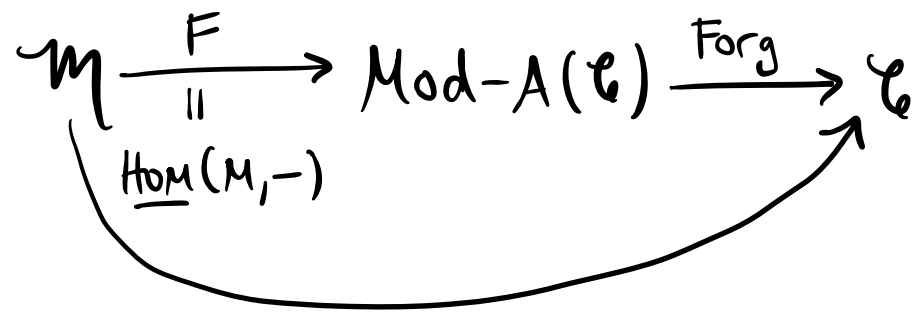 F Forg
𝓜 Mod-A(𝒞) 𝒞
=
Hom(M,-)